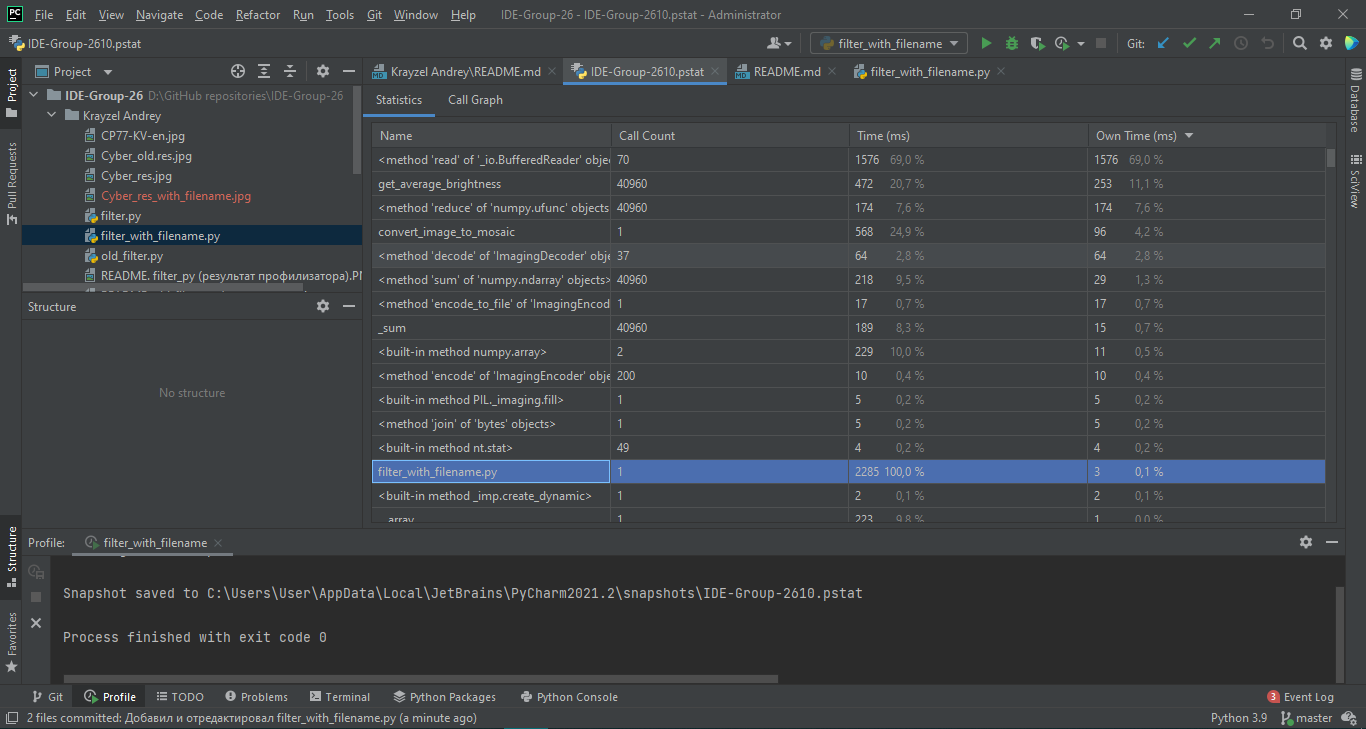 PC File Edit View Navigate Code Refactor Run Tools Git Window Help IDE-Group-26 - IDE-Group-2610.pstat - Administrator
IDE-Group-2610.pstat filter_with_filename Git:
Project Krayzel Andrey\README.md IDE-Group-2610.pstat README.md filter_with_filename.py
Project
Pull Requests
Structure
Favorites
IDE-Group-26 D:\GitHub repositories\IDE-Group-26
Krayzel Andrey
CP77-KV-en.jpg
Cyber_old.res.jpg
Cyber_res.jpg
Cyber_res_with_filename.jpg
filter.py
filter_with_filename.py
old_filter.py
README. filter_py (результат профилизатора).PN
Structure
No structure
Statistics Call Graph
Name Call Count Time (ms) Own Time (ms)
<method 'read' of '_io.BufferedReader' objec 70 1576 69,0 % 1576 69,0 %
get_average_brightness 40960 472 20,7 % 253 11,1 %
<method 'reduce' of 'numpy.ufunc' objects 40960 174 7,6 % 174 7,6 %
convert_image_to_mosaic 1 568 24,9 % 96 4,2 %
<method 'decode' of 'ImagingDecoder' obje 37 64 2,8 % 64 2,8 %
<method 'sum' of 'numpy.ndarray' objects> 40960 218 9,5 % 29 1,3 %
<method 'encode_to_file' of 'ImagingEncod 1 17 0,7 % 17 0,7 %
_sum 40960 189 8,3 % 15 0,7 %
<built-in method numpy.array> 2 229 10,0 % 11 0,5 %
<method 'encode' of 'ImagingEncoder' obje 200 10 0,4 % 10 0,4 %
<built-in method PIL._imaging.fill> 1 5 0,2 % 5 0,2 %
<method 'join' of 'bytes' objects> 1 5 0,2 % 5 0,2 %
<built-in method nt.stat> 49 4 0,2 % 4 0,2 %
filter_with_filename.py 1 2285 100,0 % 3 0,1 %
<built-in method _imp.create_dynamic> 1 2 0,1 % 2 0,1 %
array 1 223 9,8 % 1 0,0 %
Database
SciView
Profile: filter_with_filename
Snapshot saved to C:\Users\User\AppData\Local\JetBrains\PyCharm2021.2\snapshots\IDE-Group-2610.pstat
Process finished with exit code 0
Git Profile TODO Problems Terminal Python Packages Python Console 3 Event Log
2 files committed: Добавил и отредактировал filter_with_filename.py (a minute ago) Python 3.9 master